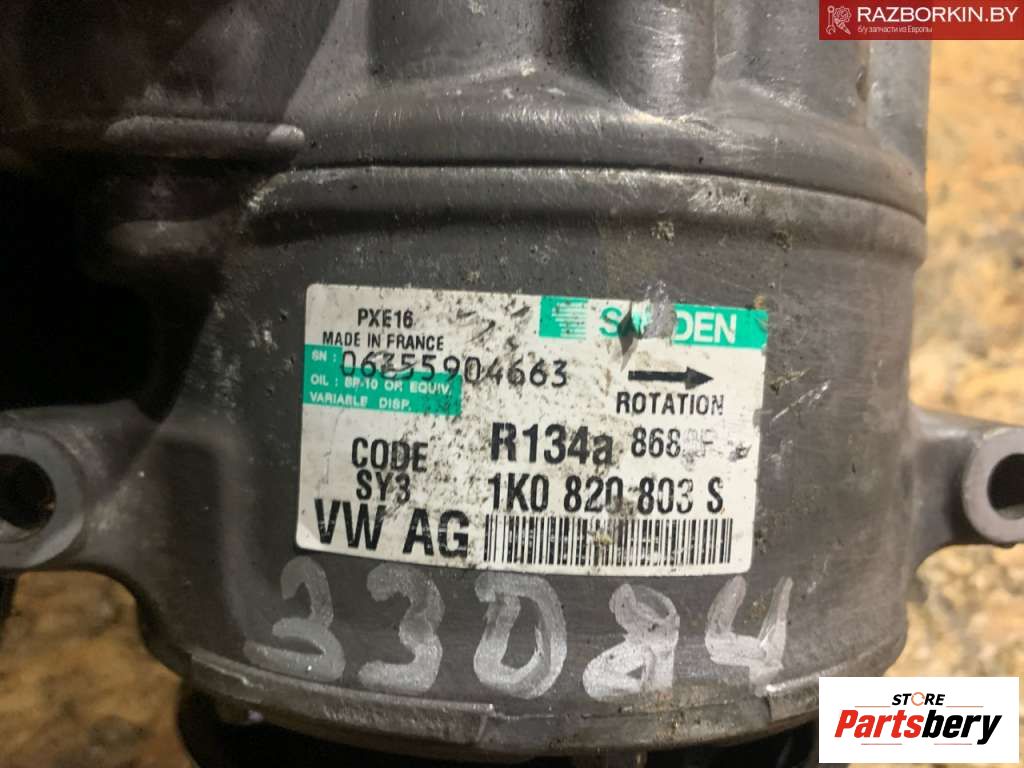 RAZBORKIN.BY
б/у запчасти из Европы
PXE16
MADE IN FRANCE
SN : 06355904663
OIL : SP-10 OR EQUIV.
VARIABLE DISP.
ROTATION
CODE
SY3
R134a
1K0 820 803 S
VW AG
33084
STORE
Partsbery